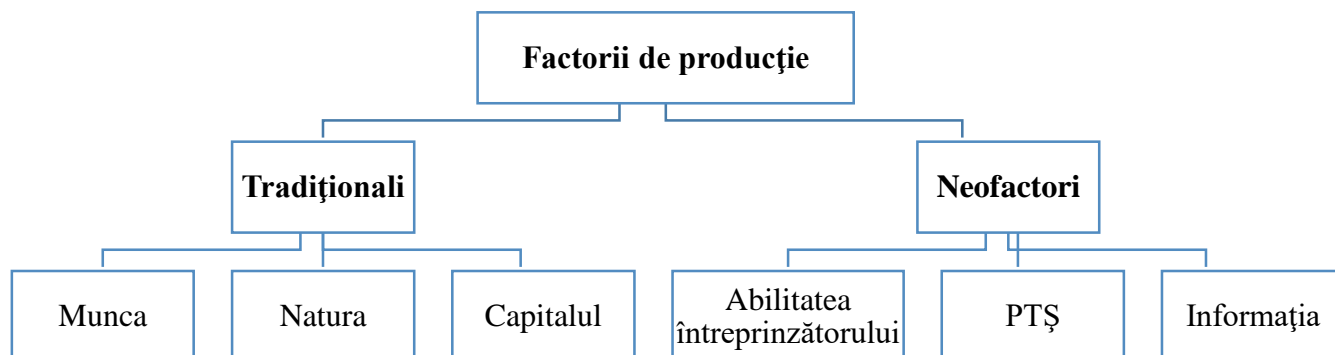 Factorii de producţie
Tradiţionali
Neofactori
Munca
Natura
Capitalul
Abilitatea
întreprinzătorului
PTŞ
Informaţia